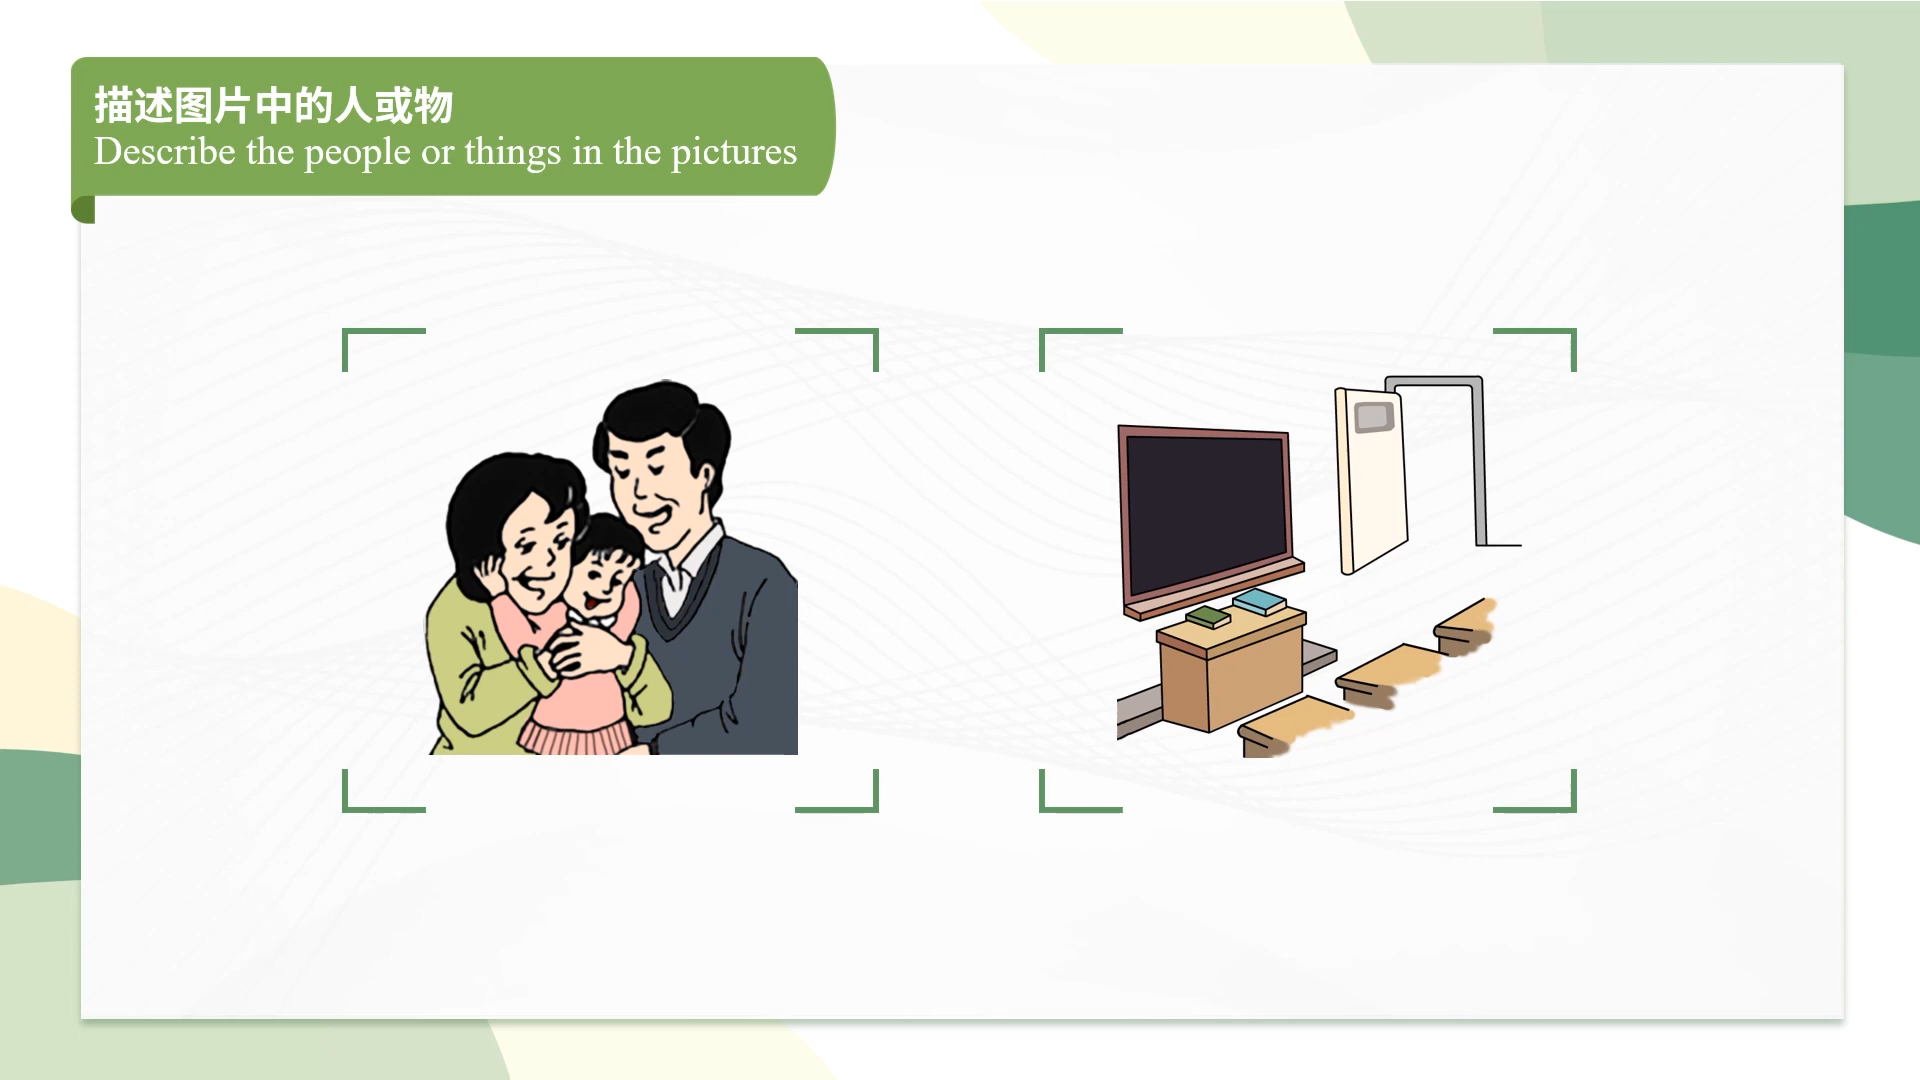 描述图片中的人或物
Describe the people or things in the pictures